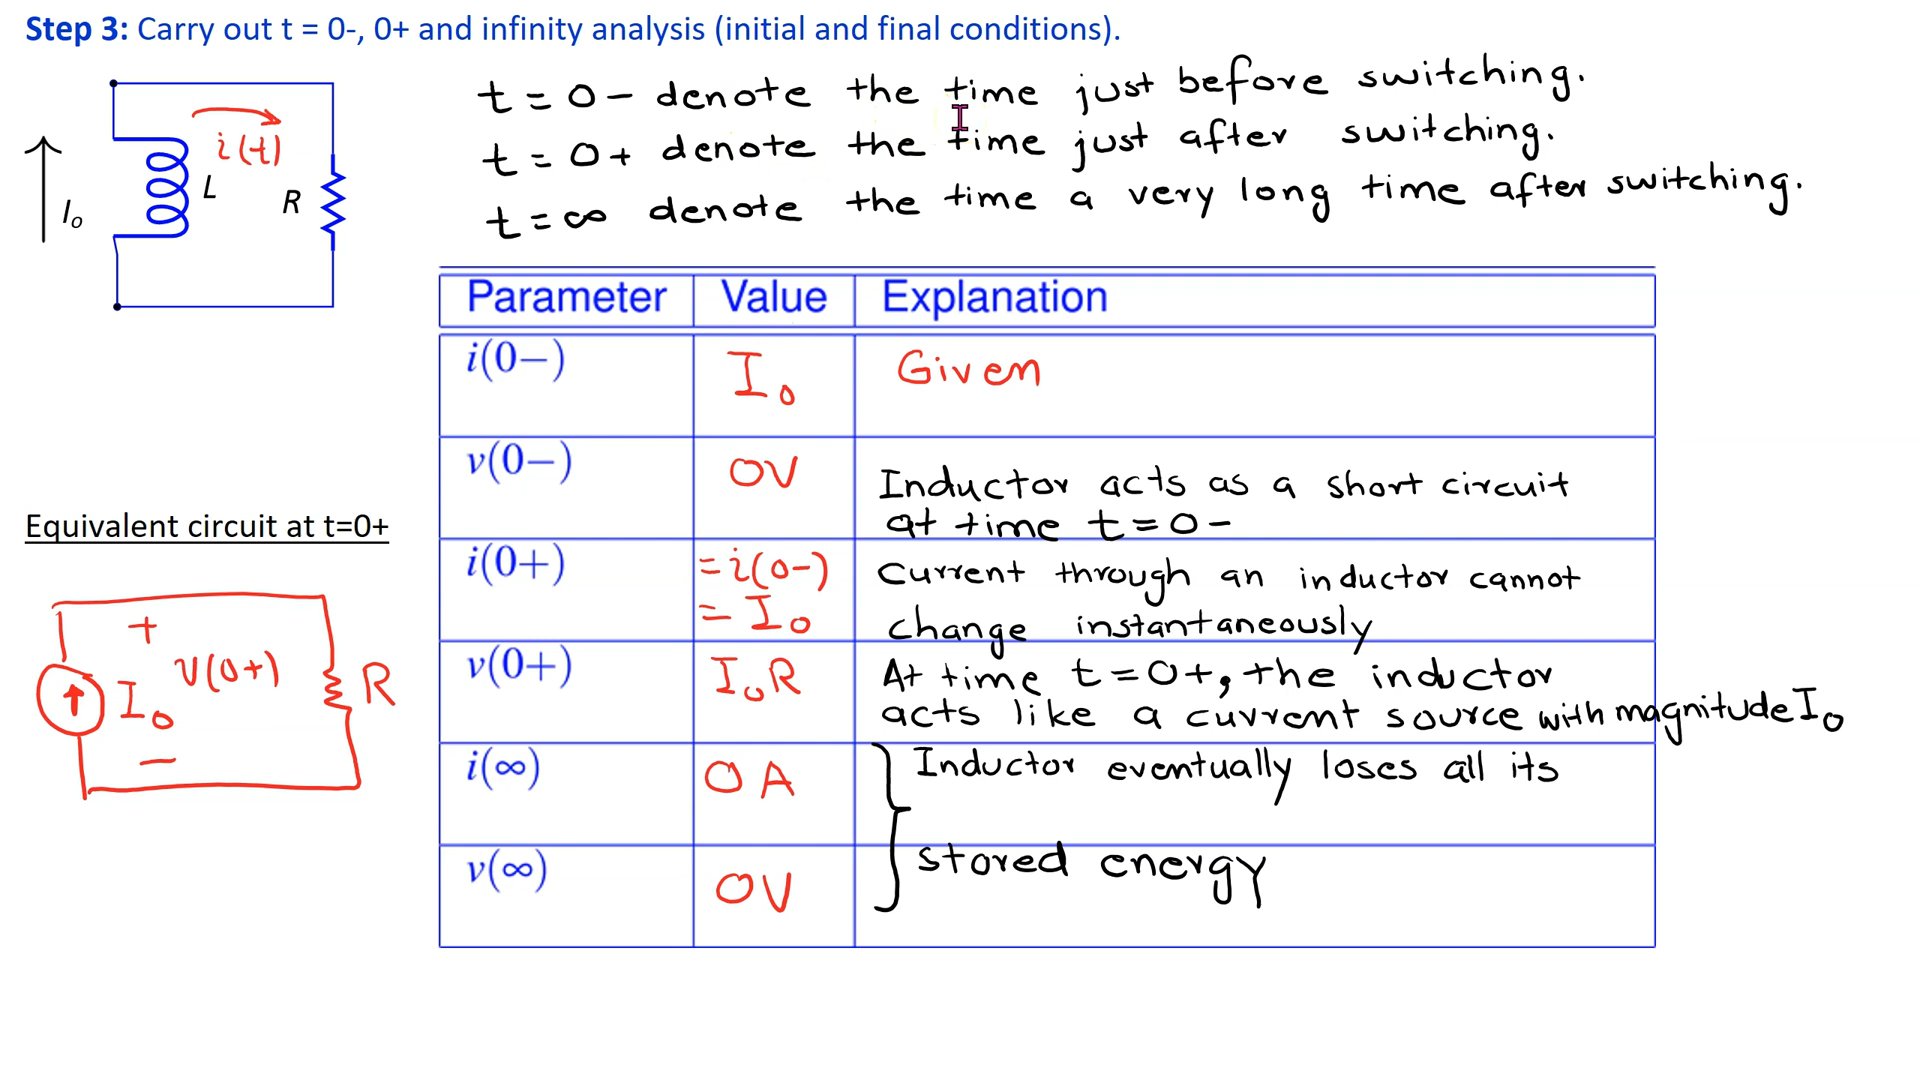 Step 3: Carry out t = 0-, 0+ and infinity analysis (initial and final conditions).
t = 0- denote the time just before switching.
t = 0+ denote the time just after switching.
t = ∞ denote the time a very long time after switching.
i(t)
L
R
I₀
Parameter Value Explanation
i(0−) I₀ Given
v(0−) 0V Inductor acts as a short circuit
at time t = 0-
i(0+) = i(0-) Current through an inductor cannot
= I₀ change instantaneously
v(0+) I₀R At time t = 0+, the inductor
acts like a current source with magnitude I₀
i(∞) 0 A Inductor eventually loses all its
v(∞) 0V stored energy
Equivalent circuit at t=0+
+
v(0+)
I₀
R
−